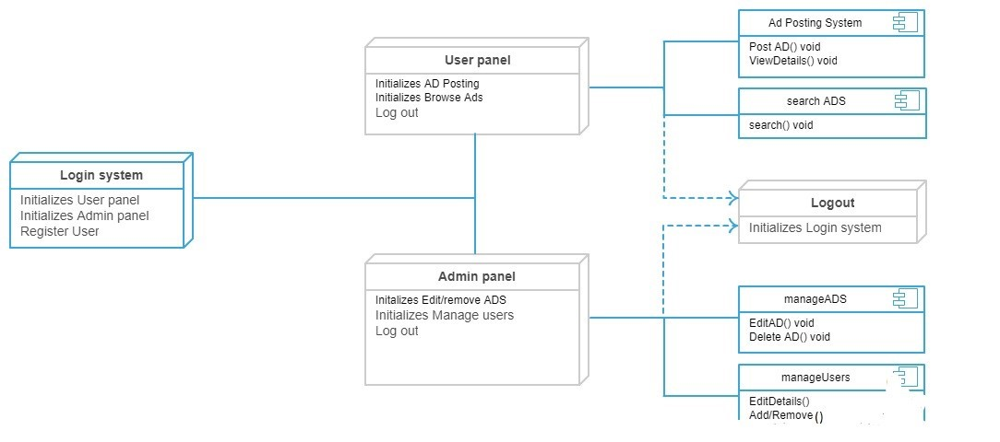 Login system
Initializes User panel
Initializes Admin panel
Register User
User panel
Initializes AD Posting
Initializes Browse Ads
Log out
Admin panel
Initalizes Edit/remove ADS
Initializes Manage users
Log out
Ad Posting System
Post AD() void
ViewDetails() void
search ADS
search() void
Logout
Initializes Login system
manageADS
EditAD() void
Delete AD() void
manageUsers
EditDetails()
Add/Remove()